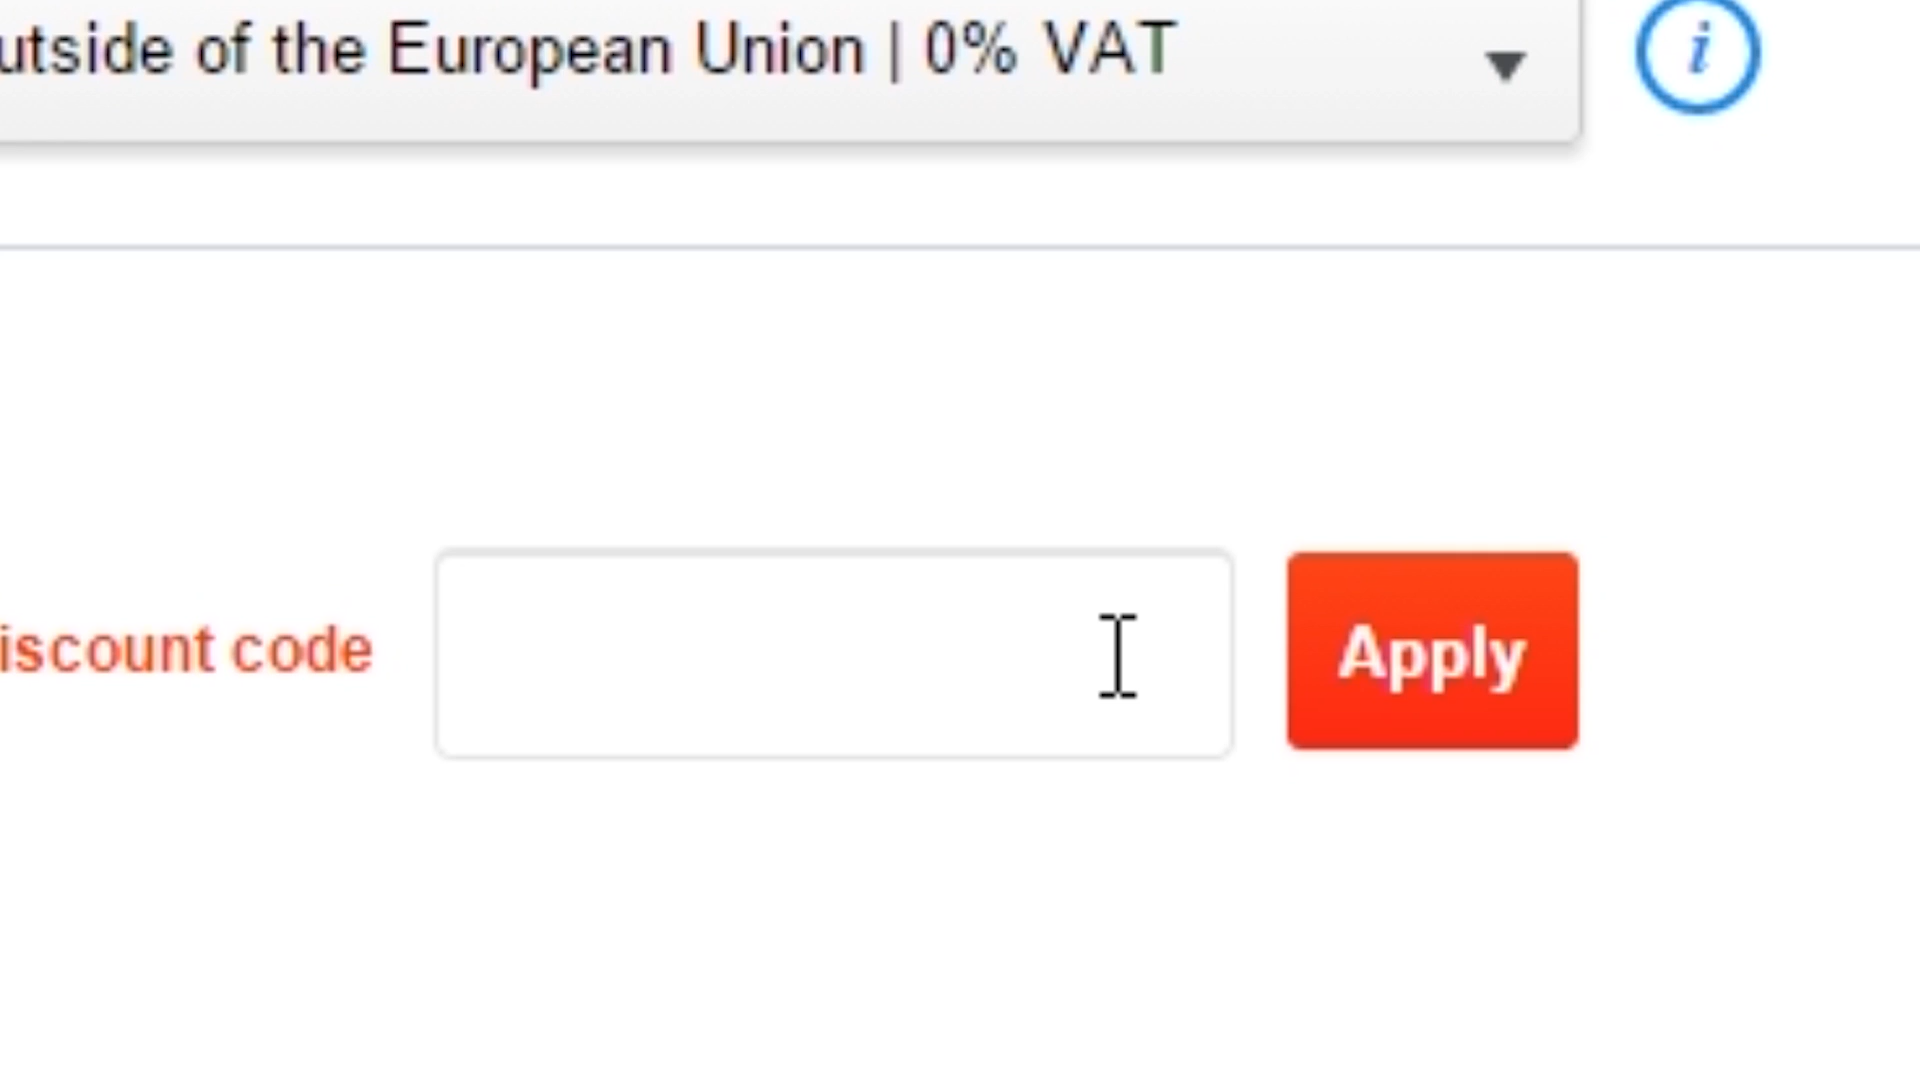 utside of the European Union | 0% VAT
i
iscount code
Apply